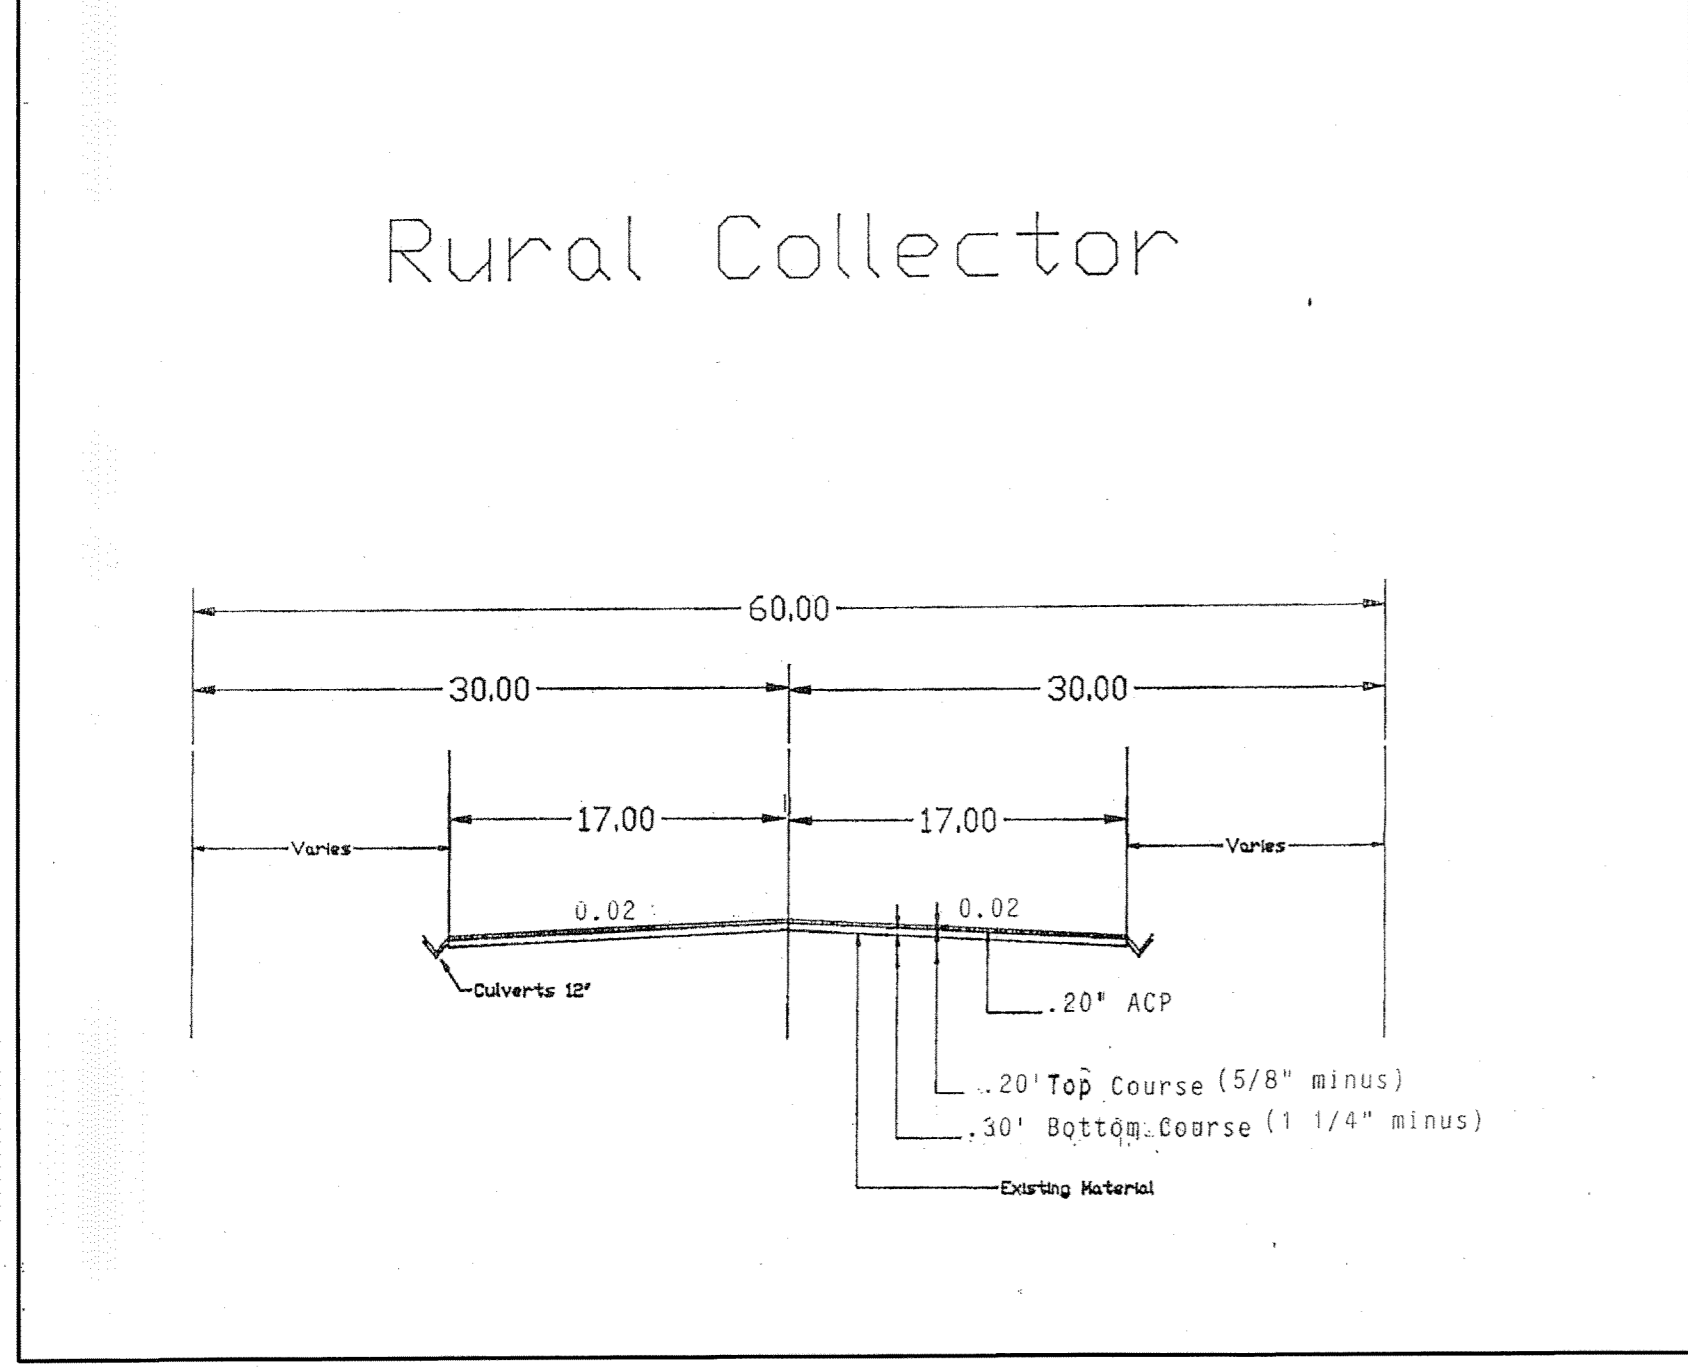 Rural Collector
60.00
30.00 30.00
17.00 17.00
Varies Varies
0.02 0.02
Culverts 12"
.20" ACP
.20' Top Course (5/8" minus)
.30' Bottom Course (1 1/4" minus)
Existing Material